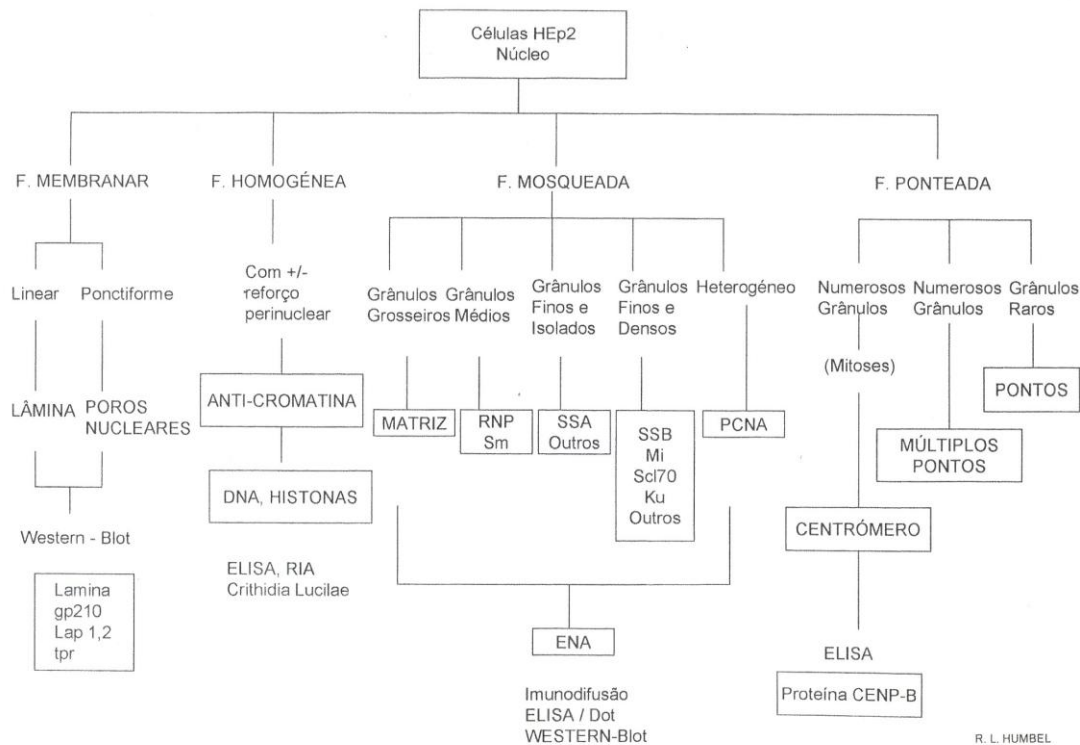 Células HEp2
Núcleo
F. MEMBRANAR
F. HOMOGÉNEA
F. MOSQUEADA
F. PONTEADA
Linear
Ponctiforme
Com +/-
reforço
perinuclear
Grânulos
Grosseiros
Grânulos
Médios
Grânulos
Finos e
Isolados
Grânulos
Finos e
Densos
Heterogéneo
Numerosos
Grânulos
Numerosos
Grânulos
Grânulos
Raros
(Mitoses)
LÂMINA
POROS
NUCLEARES
ANTI-CROMATINA
MATRIZ
RNP
Sm
SSA
Outros
SSB
Mi
Scl70
Ku
Outros
PCNA
PONTOS
MÚLTIPLOS
PONTOS
DNA, HISTONAS
CENTRÓMERO
Western - Blot
Lamina
gp210
Lap 1,2
tpr
ELISA, RIA
Crithidia Lucilae
ENA
Imunodifusão
ELISA / Dot
WESTERN-Blot
ELISA
Proteína CENP-B
R. L. HUMBEL